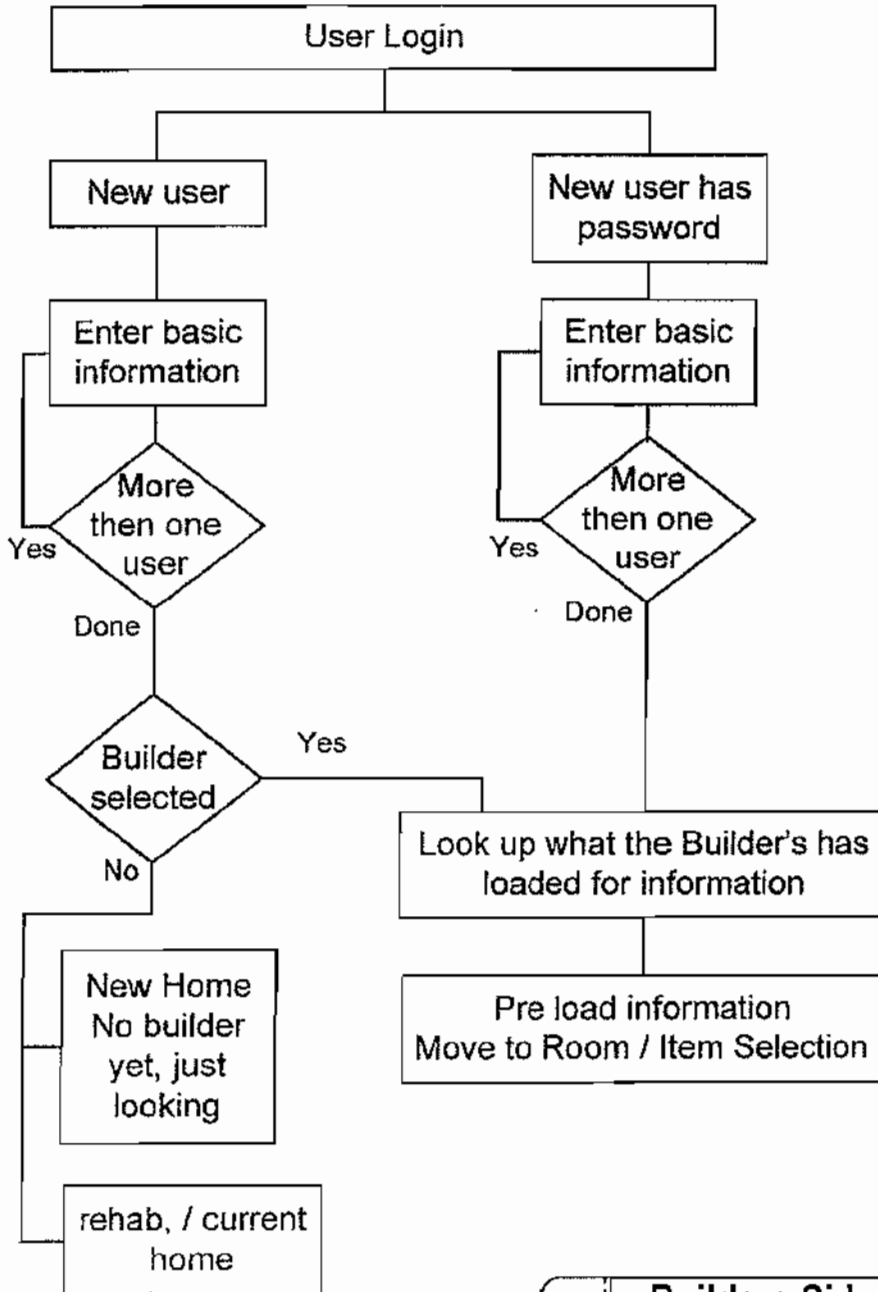 User Login
New user
New user has
password
Enter basic
information
Enter basic
information
More
then one
user
Yes
Done
More
then one
user
Yes
Done
Builder
selected
Yes
No
Look up what the Builder's has
loaded for information
New Home
No builder
yet, just
looking
Pre load information
Move to Room / Item Selection
rehab, / current
home